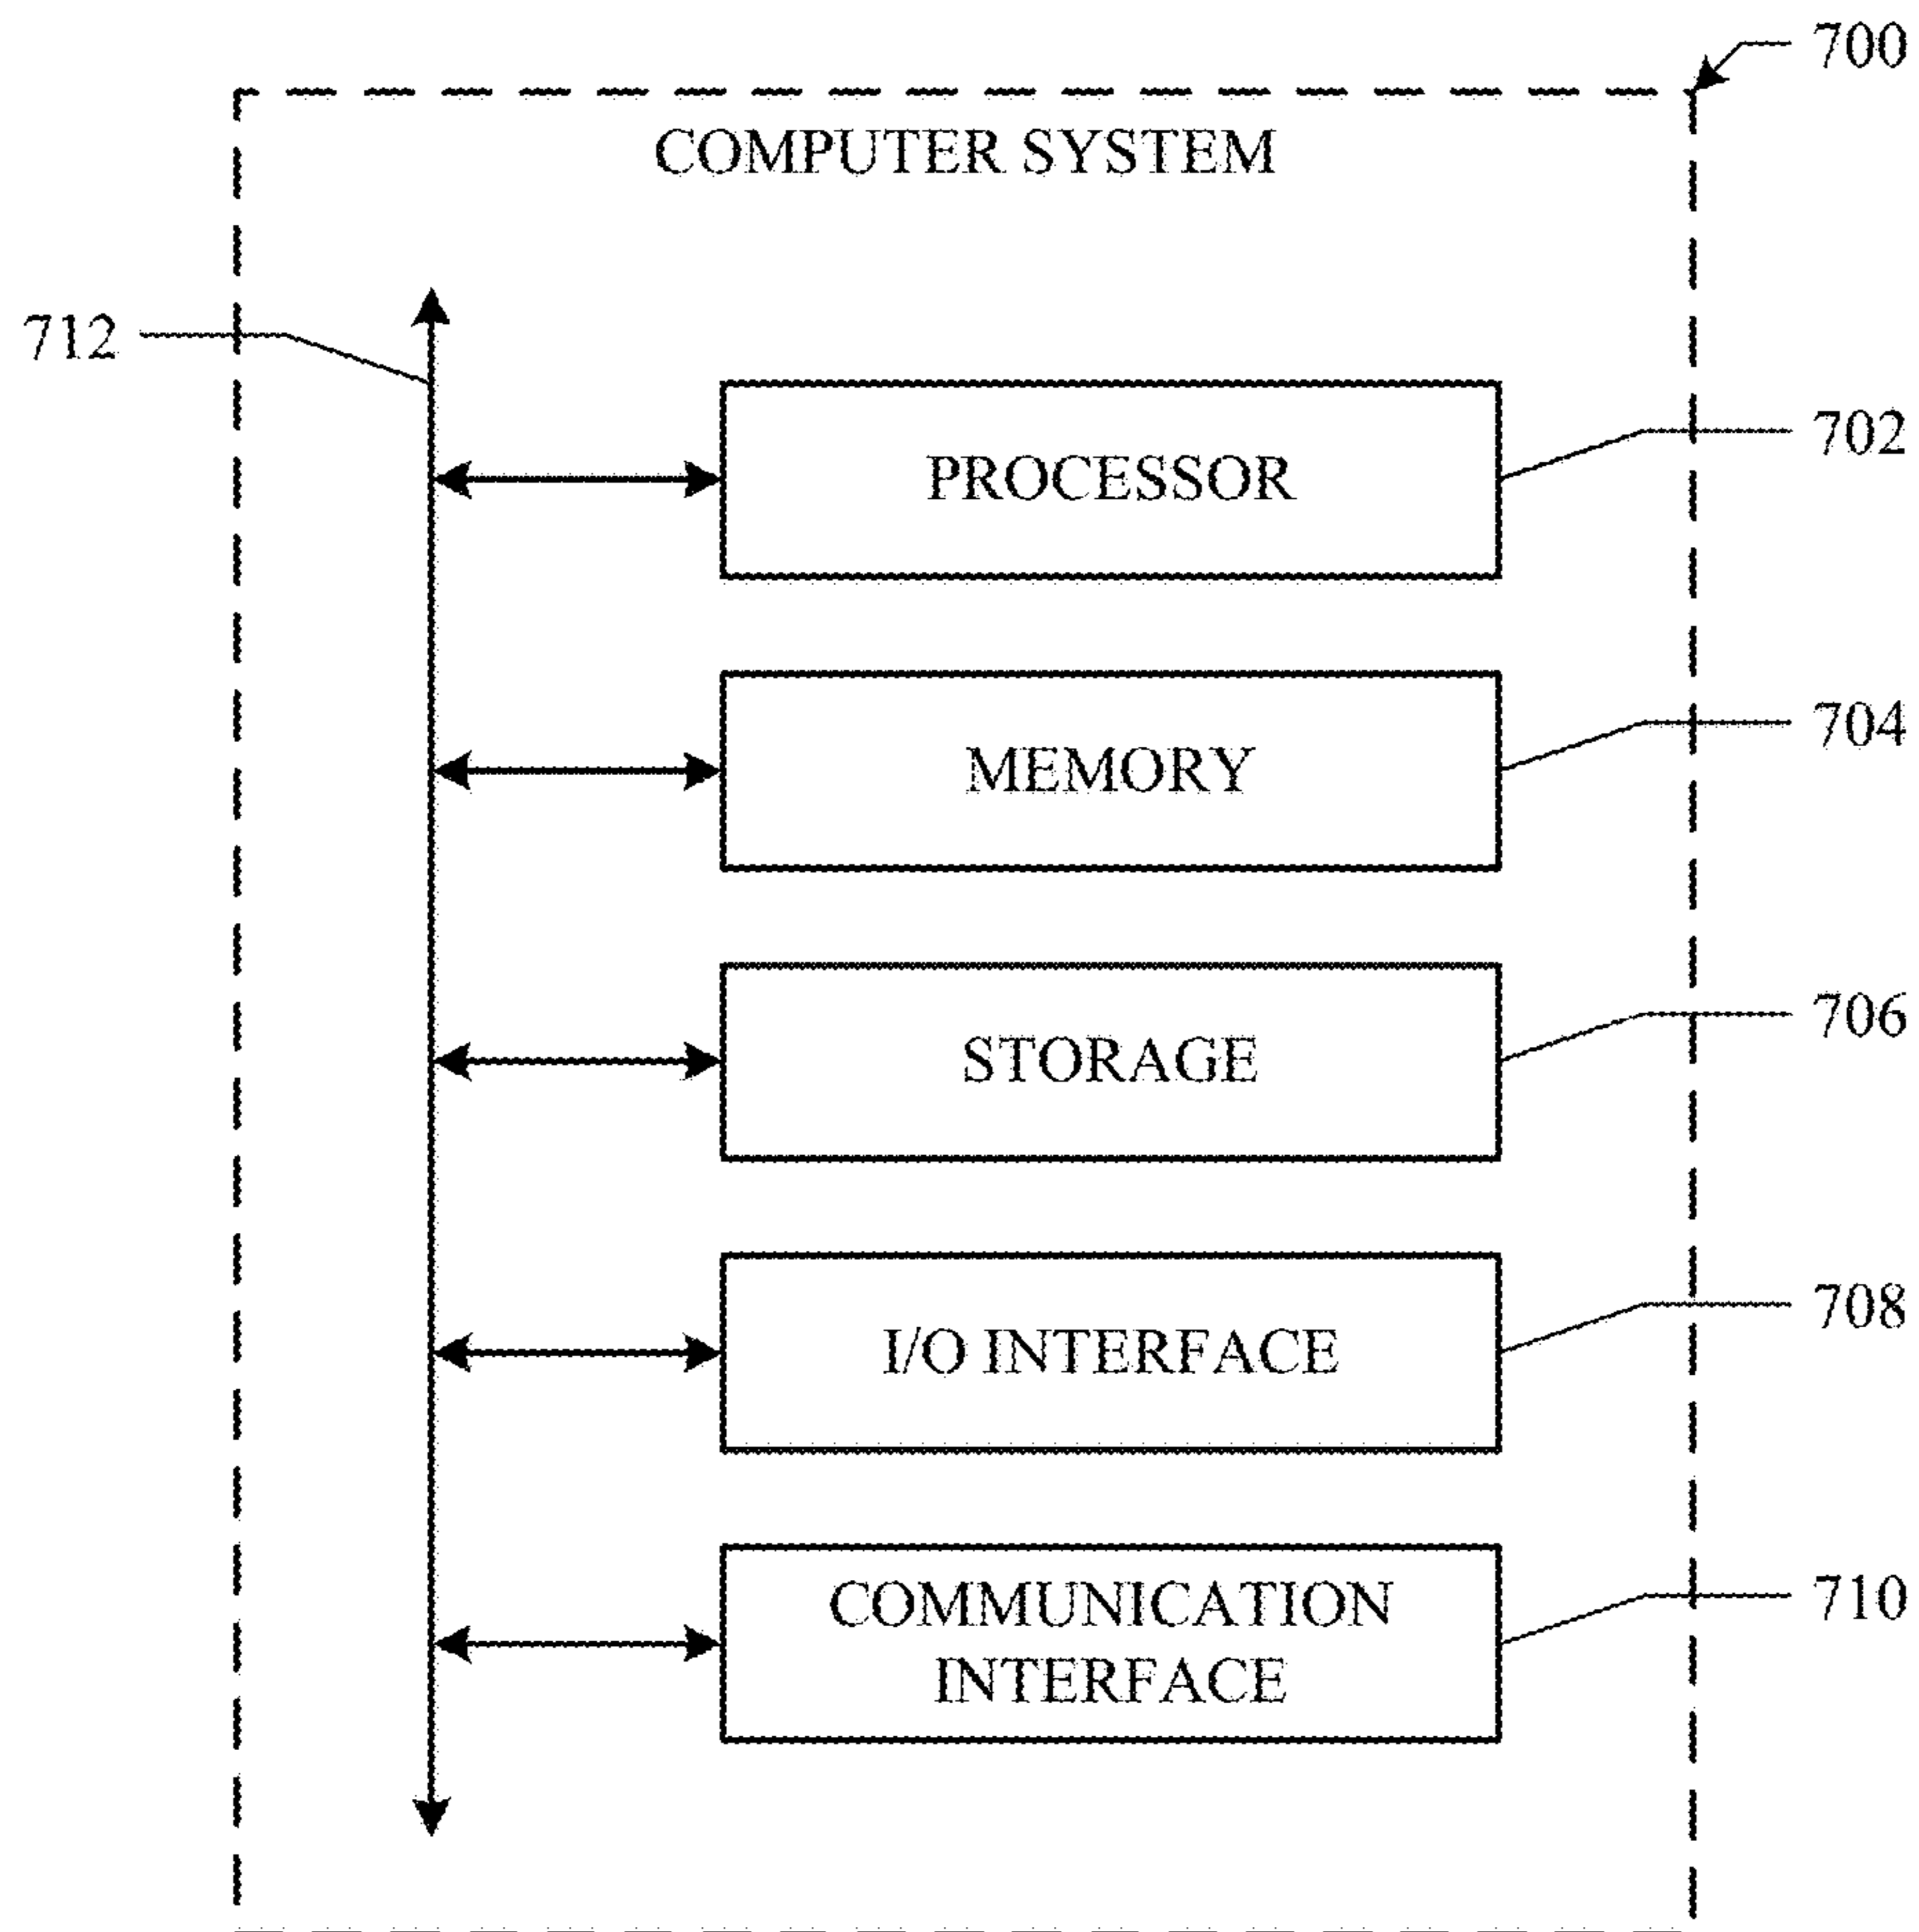 700
COMPUTER SYSTEM
712
702
PROCESSOR
704
MEMORY
706
STORAGE
708
I/O INTERFACE
710
COMMUNICATION
INTERFACE